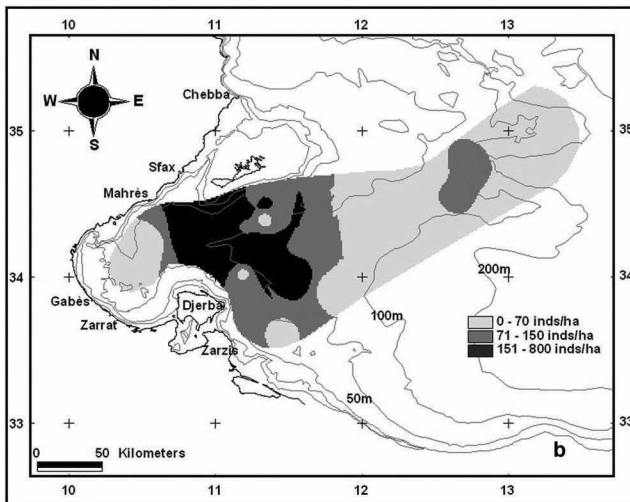 10 11 12 13
N
W E
S
Chebba
35 35
Sfax
Mahrès
34 34
200m
Gabès
Djerba
100m
Zarrat
0 - 70 inds/ha
71 - 150 inds/ha
151 - 800 inds/ha
Zarzis
50m
33 33
b
0 50 Kilometers
10 11 12 13